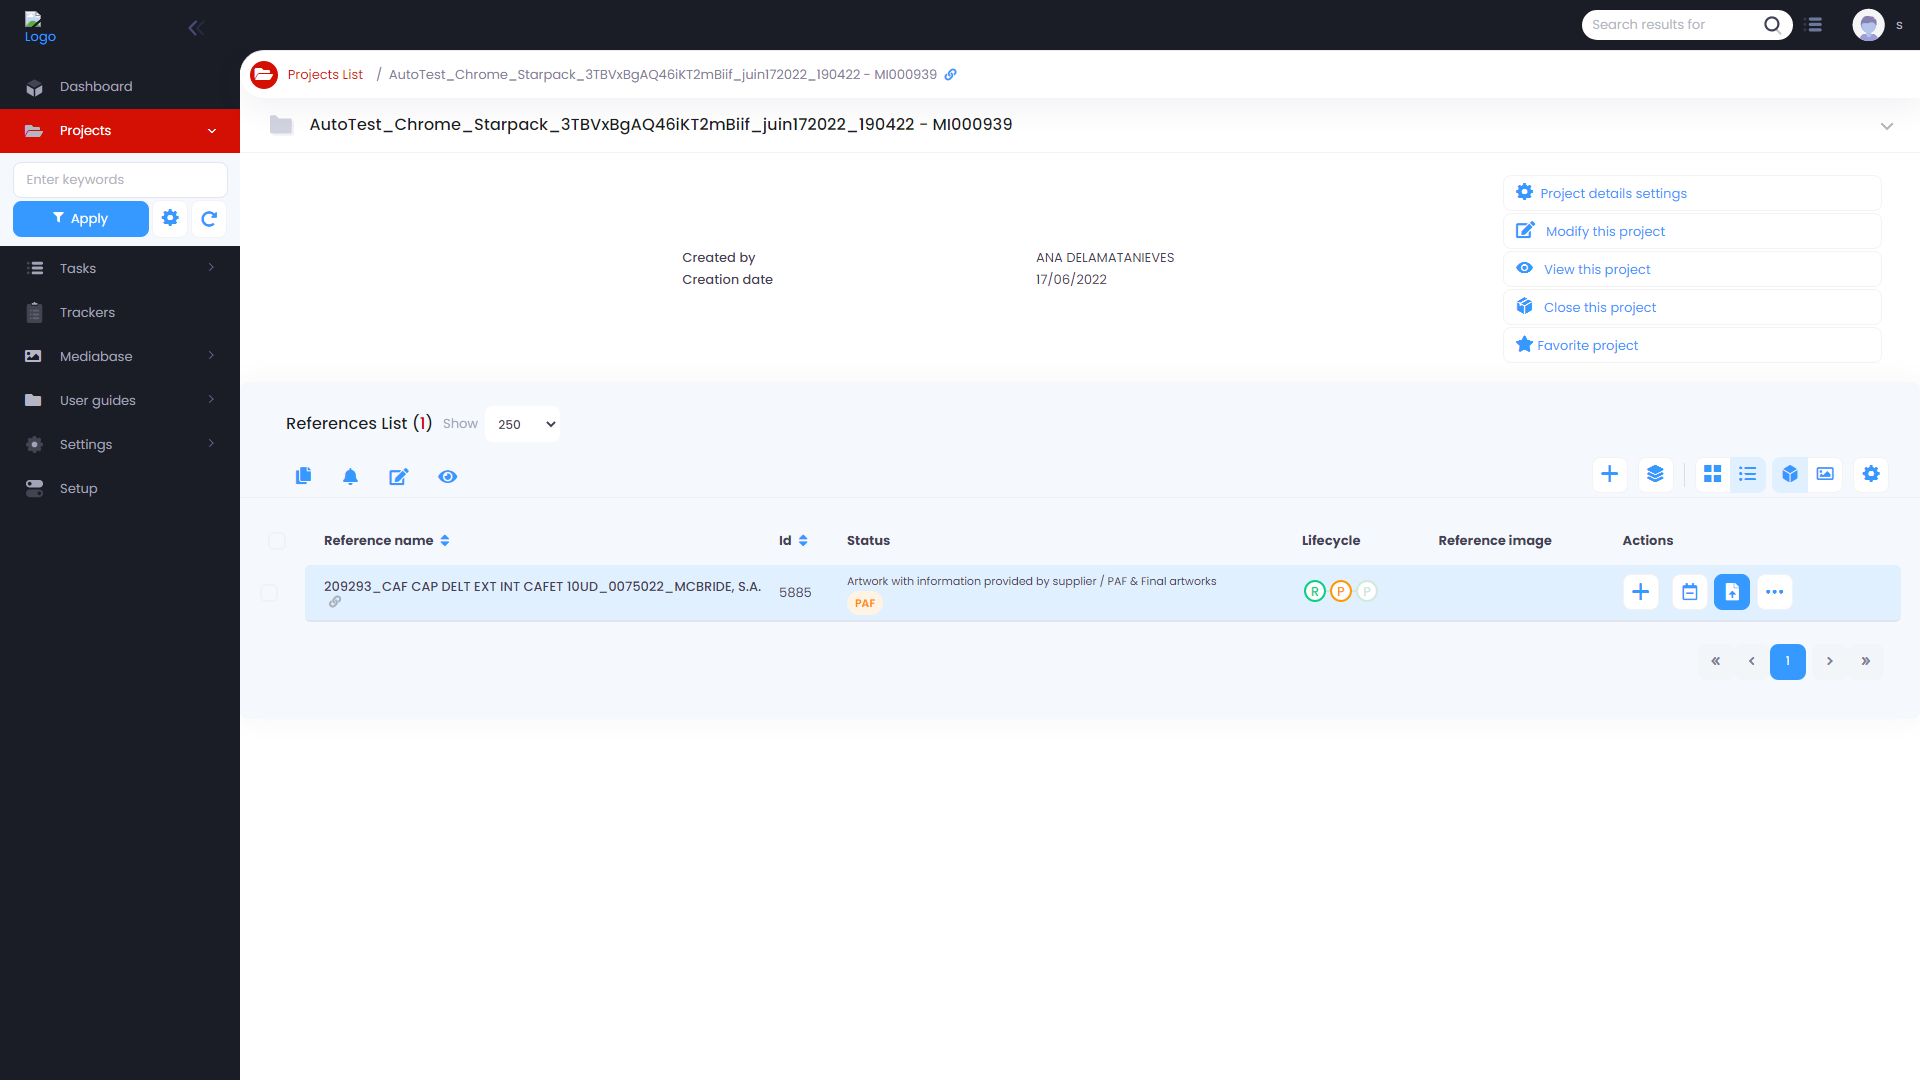 Logo
Search results for
s
Projects List / AutoTest_Chrome_Starpack_3TBVxBgAQ46iKT2mBiif_juin172022_190422 - MI000939
Dashboard
Projects
AutoTest_Chrome_Starpack_3TBVxBgAQ46iKT2mBiif_juin172022_190422 - MI000939
Enter keywords
Apply
Tasks
Trackers
Mediabase
User guides
Settings
Setup
Created by ANA DELAMATANIEVES
Creation date 17/06/2022
Project details settings
Modify this project
View this project
Close this project
Favorite project
References List (1) Show 250
Reference name Id Status Lifecycle Reference image Actions
209293_CAF CAP DELT EXT INT CAFET 10UD_0075022_MCBRIDE, S.A. 5885 Artwork with information provided by supplier / PAF & Final artworks
PAF
R P P
« ‹ 1 › »